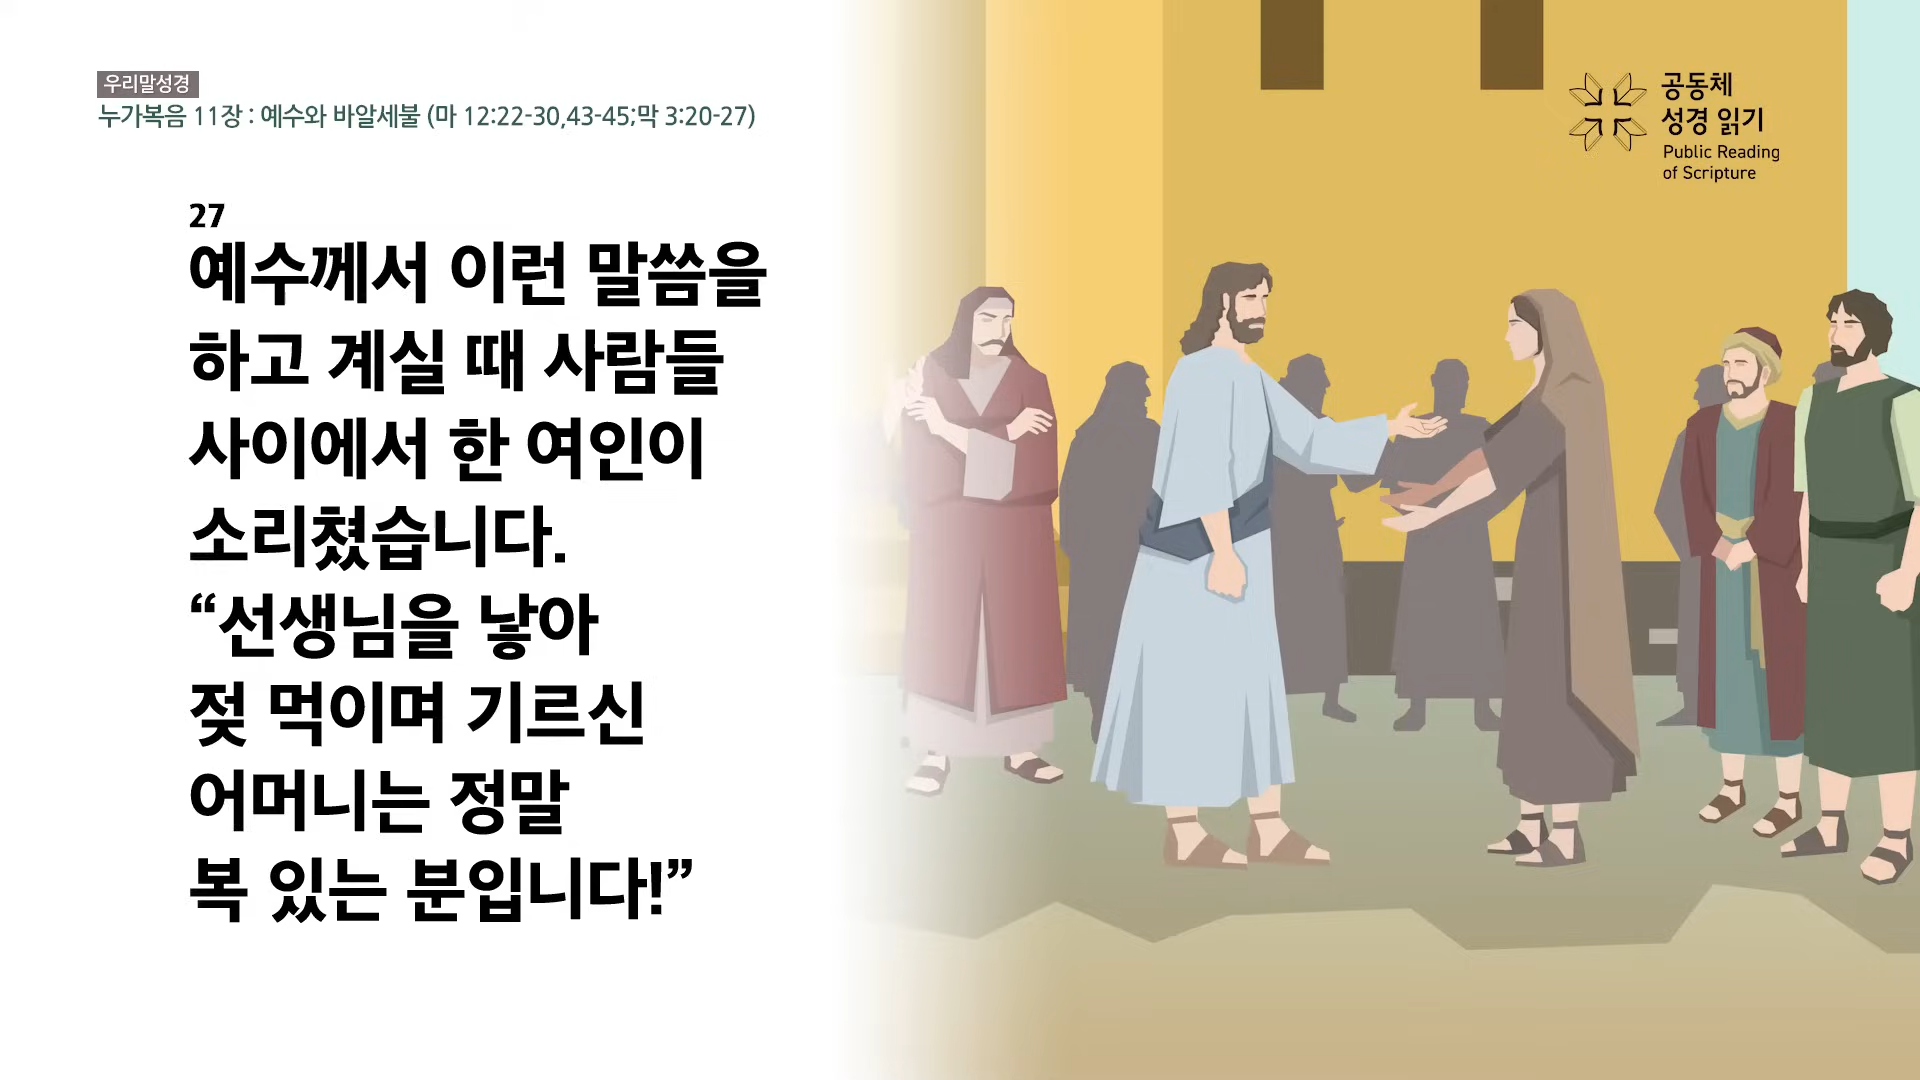 우리말성경
누가복음 11장 : 예수와 바알세불 (마 12:22-30,43-45;막 3:20-27)
공동체
성경 읽기
Public Reading
of Scripture
27
예수께서 이런 말씀을
하고 계실 때 사람들
사이에서 한 여인이
소리쳤습니다.
“선생님을 낳아
젖 먹이며 기르신
어머니는 정말
복 있는 분입니다!”